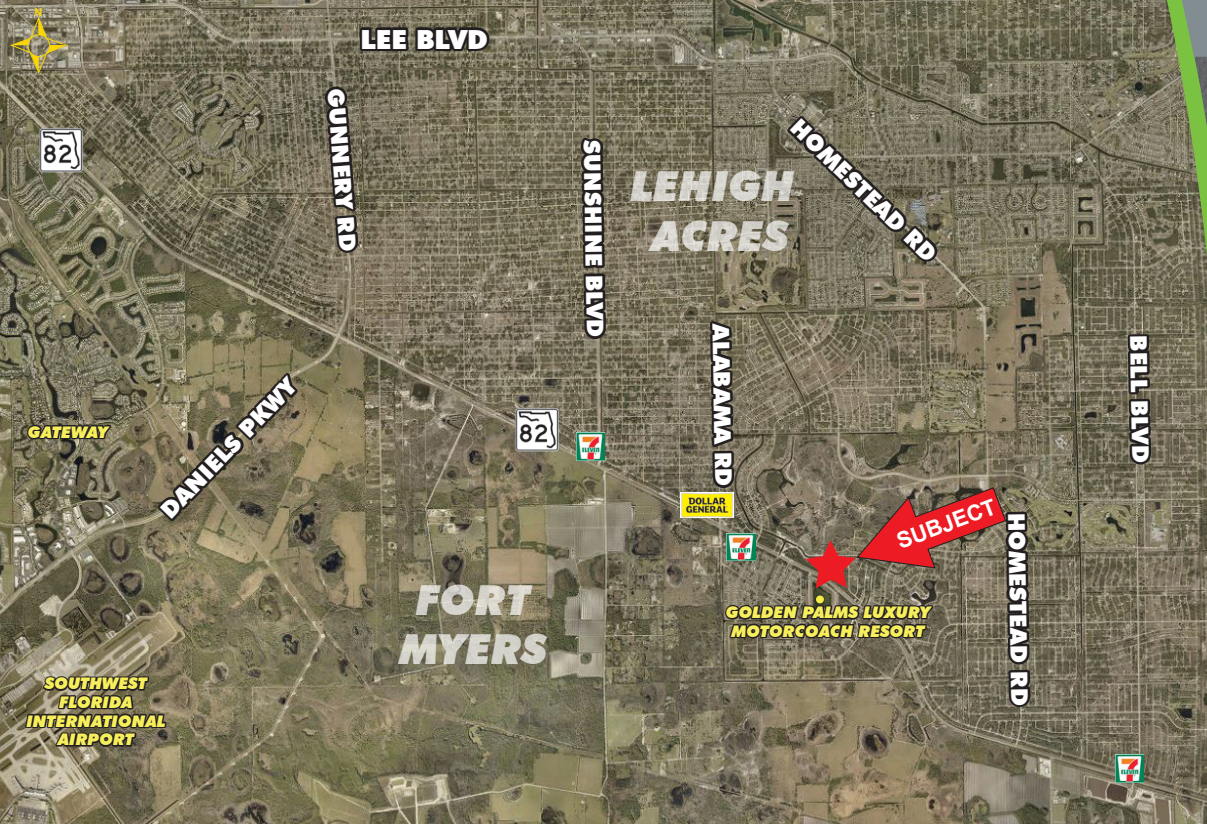 N
LEE BLVD
GUNNERY RD
82
SUNSHINE BLVD
HOMESTEAD RD
LEHIGH
ACRES
ALABAMA RD
BELL BLVD
DANIELS PKWY
GATEWAY
82
7
ELEVEN
DOLLAR
GENERAL
7
ELEVEN
SUBJECT
HOMESTEAD RD
GOLDEN PALMS LUXURY
MOTORCOACH RESORT
FORT
MYERS
SOUTHWEST
FLORIDA
INTERNATIONAL
AIRPORT
7
ELEVEN